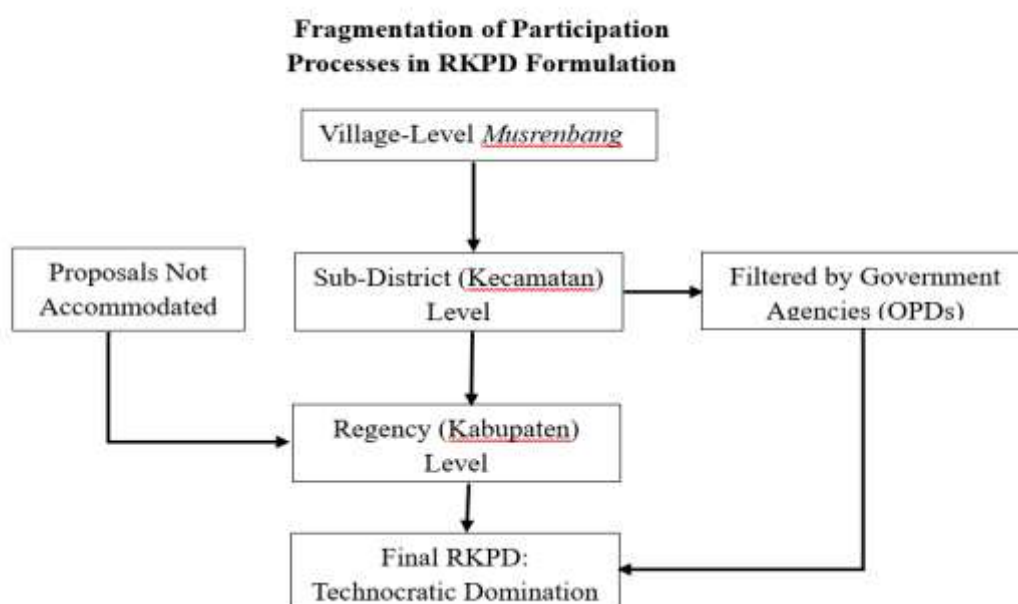 Fragmentation of Participation
Processes in RKPD Formulation
Village-Level Musrenbang
Proposals Not
Accommodated
Sub-District (Kecamatan)
Level
Filtered by Government
Agencies (OPDs)
Regency (Kabupaten)
Level
Final RKPD:
Technocratic Domination